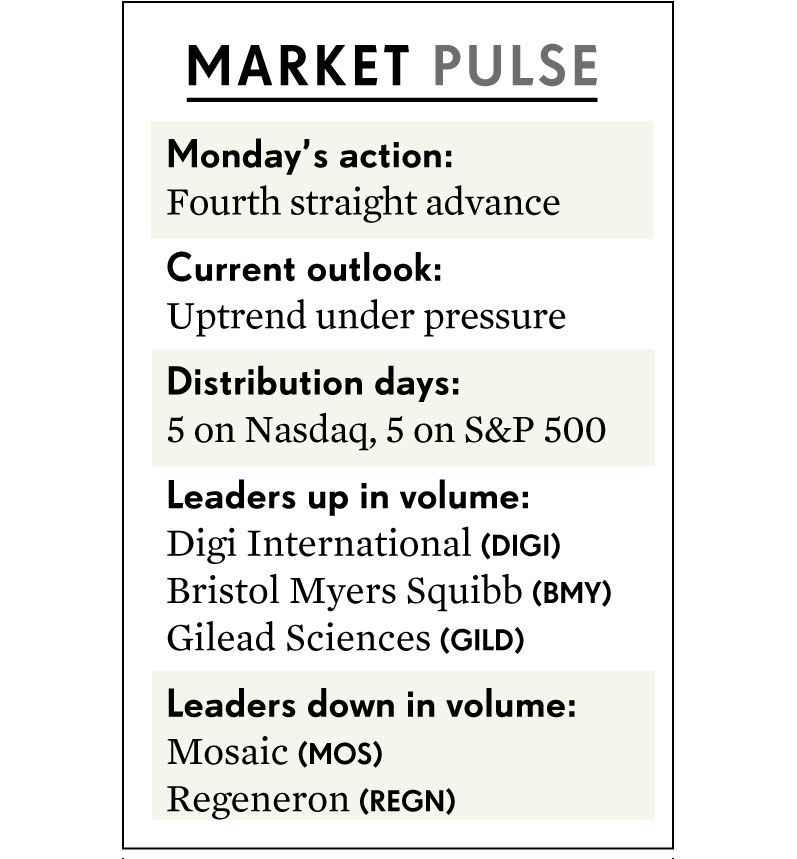 MARKET PULSE
Monday’s action:
Fourth straight advance
Current outlook:
Uptrend under pressure
Distribution days:
5 on Nasdaq, 5 on S&P 500
Leaders up in volume:
Digi International (DIGI)
Bristol Myers Squibb (BMY)
Gilead Sciences (GILD)
Leaders down in volume:
Mosaic (MOS)
Regeneron (REGN)